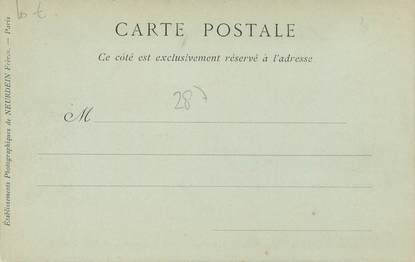 CARTE POSTALE
Ce côté est exclusivement réservé à l'adresse
287
M
Établissements Photographiques de NEURDEIN Frères. — Paris